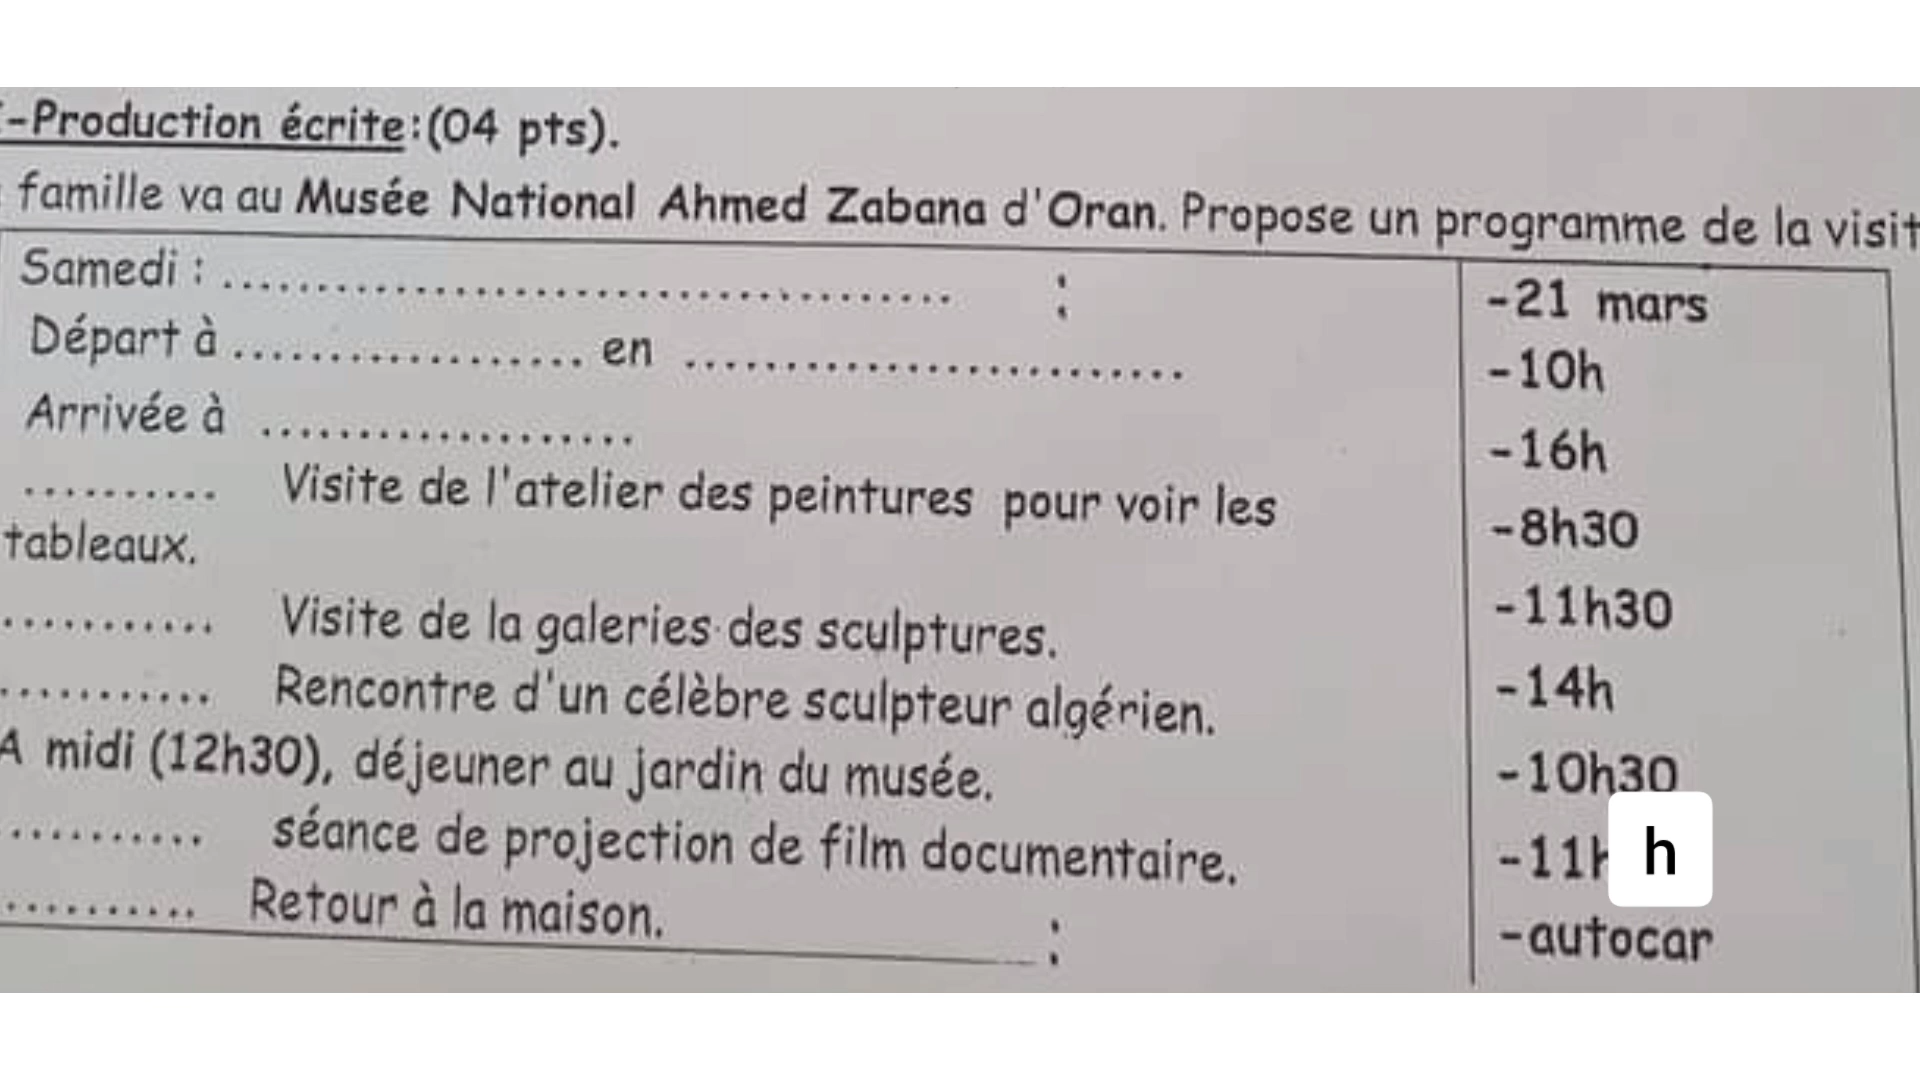 -Production écrite:(04 pts).
famille va au Musée National Ahmed Zabana d'Oran. Propose un programme de la visit
Samedi : ........................................ :
Départ à .................. en ..........................
Arrivée à ....................
.......... Visite de l'atelier des peintures pour voir les
tableaux.
........... Visite de la galeries des sculptures.
........... Rencontre d'un célèbre sculpteur algérien.
A midi (12h30), déjeuner au jardin du musée.
.......... séance de projection de film documentaire.
.......... Retour à la maison. :
-21 mars
-10h
-16h
-8h30
-11h30
-14h
-10h30
-11h
h
-autocar